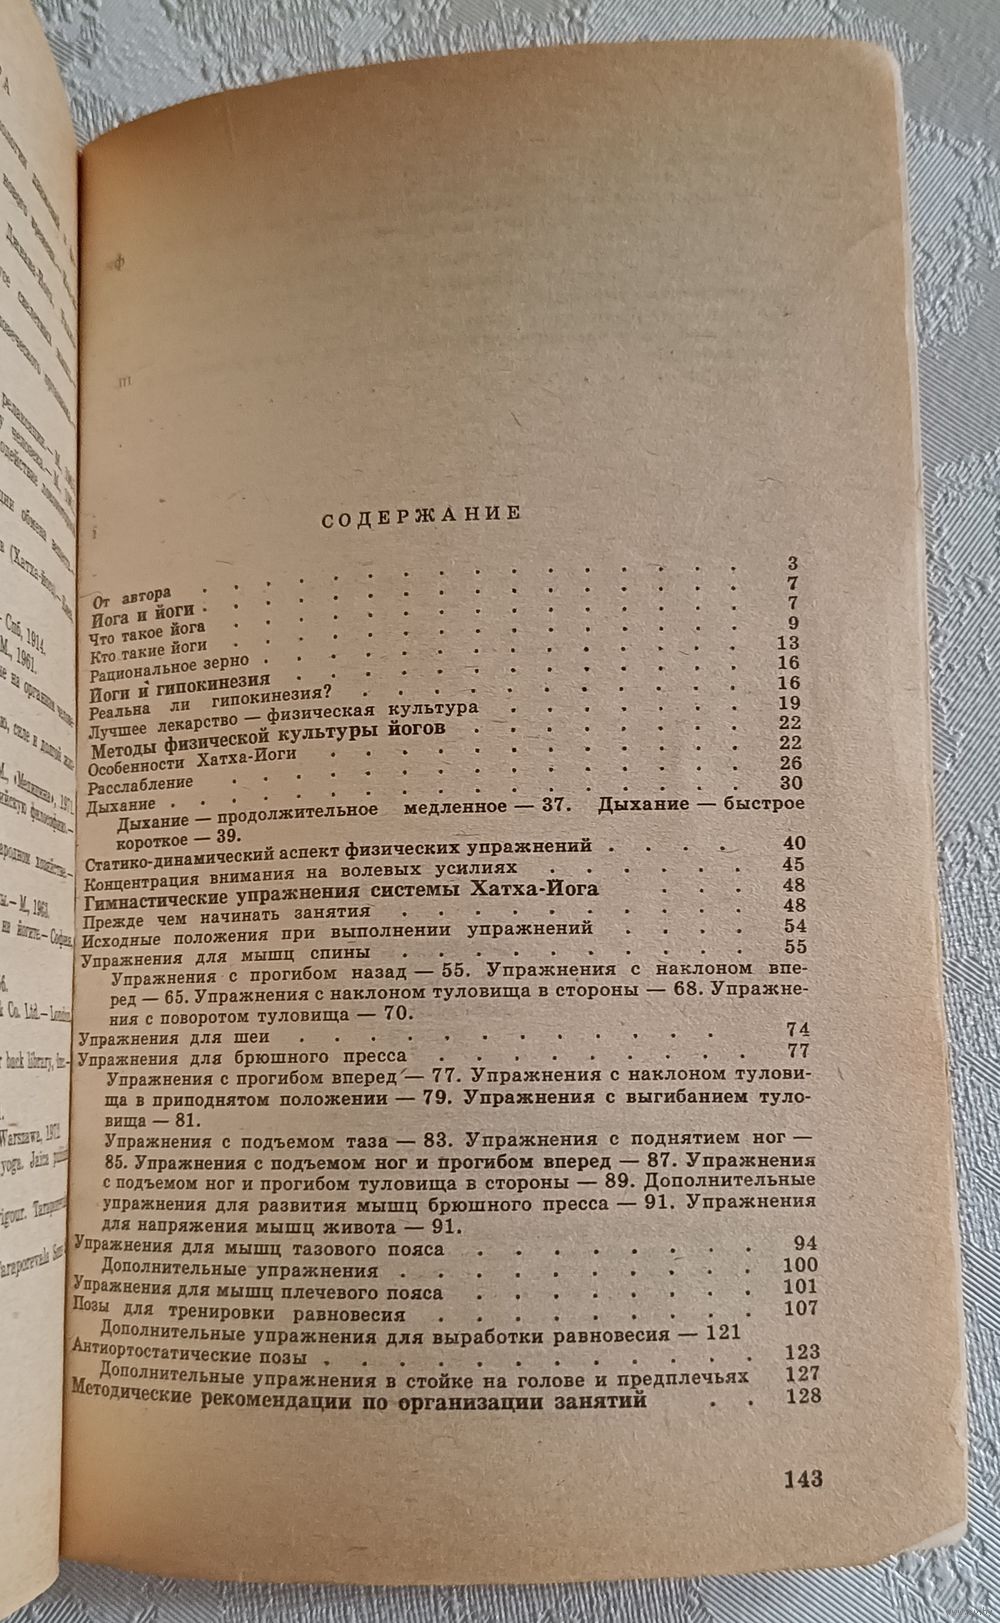 СОДЕРЖАНИЕ
От автора . . . . . . . . . . . . . . 3
Йога и йоги . . . . . . . . . . . . . . 7
Что такое йога . . . . . . . . . . . . . 7
Кто такие йоги . . . . . . . . . . . . . 9
Рациональное зерно . . . . . . . . . . . . 13
Йоги и гипокинезия . . . . . . . . . . . . 16
Реальна ли гипокинезия? . . . . . . . . . . 16
Лучшее лекарство — физическая культура . . . . . . 19
Методы физической культуры йогов . . . . . . . 22
Особенности Хатха-Йоги . . . . . . . . . . 22
Расслабление . . . . . . . . . . . . . 26
Дыхание . . . . . . . . . . . . . . . 30
Дыхание — продолжительное медленное — 37. Дыхание — быстрое
короткое — 39.
Статико-динамический аспект физических упражнений . . . . 40
Концентрация внимания на волевых усилиях . . . . . 45
Гимнастические упражнения системы Хатха-Йога . . . 48
Прежде чем начинать занятия . . . . . . . . . 48
Исходные положения при выполнении упражнений . . . . 54
Упражнения для мышц спины . . . . . . . . . 55
Упражнения с прогибом назад — 55. Упражнения с наклоном впе-
ред — 65. Упражнения с наклоном туловища в стороны — 68. Упражне-
ния с поворотом туловища — 70.
Упражнения для шеи . . . . . . . . . . . . 74
Упражнения для брюшного пресса . . . . . . . . 77
Упражнения с прогибом вперед — 77. Упражнения с наклоном тулови-
ща в приподнятом положении — 79. Упражнения с выгибанием туло-
вища — 81.
Упражнения с подъемом таза — 83. Упражнения с поднятием ног —
85. Упражнения с подъемом ног и прогибом вперед — 87. Упражнения
с подъемом ног и прогибом туловища в стороны — 89. Дополнительные
упражнения для развития мышц брюшного пресса — 91. Упражнения
для напряжения мышц живота — 91.
Упражнения для мышц тазового пояса . . . . . . . 94
Дополнительные упражнения . . . . . . . . . 100
Упражнения для мышц плечевого пояса . . . . . . . 101
Позы для тренировки равновесия . . . . . . . . 107
Дополнительные упражнения для выработки равновесия — 121
Антиортостатические позы . . . . . . . . . . . 123
Дополнительные упражнения в стойке на голове и предплечьях 127
Методические рекомендации по организации занятий . . 128
143